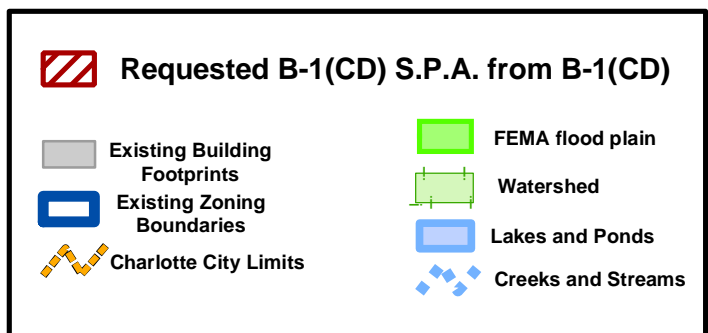 Requested B-1(CD) S.P.A. from B-1(CD)
Existing Building
Footprints
Existing Zoning
Boundaries
Charlotte City Limits
FEMA flood plain
Watershed
Lakes and Ponds
Creeks and Streams